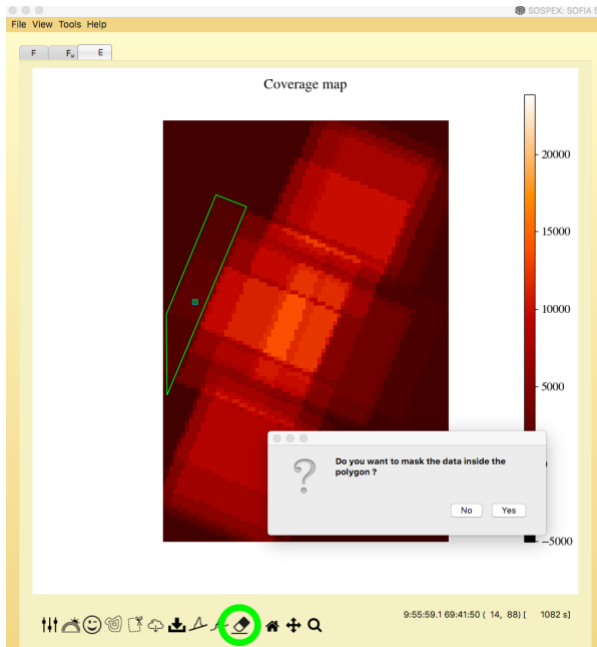 SOSPEX: SOFIA S
File View Tools Help
F Fu E
Coverage map
20000
15000
10000
5000
Do you want to mask the data inside the
polygon ?
No Yes
-5000
9:55:59.1 69:41:50 ( 14, 88) [ 1082 s]